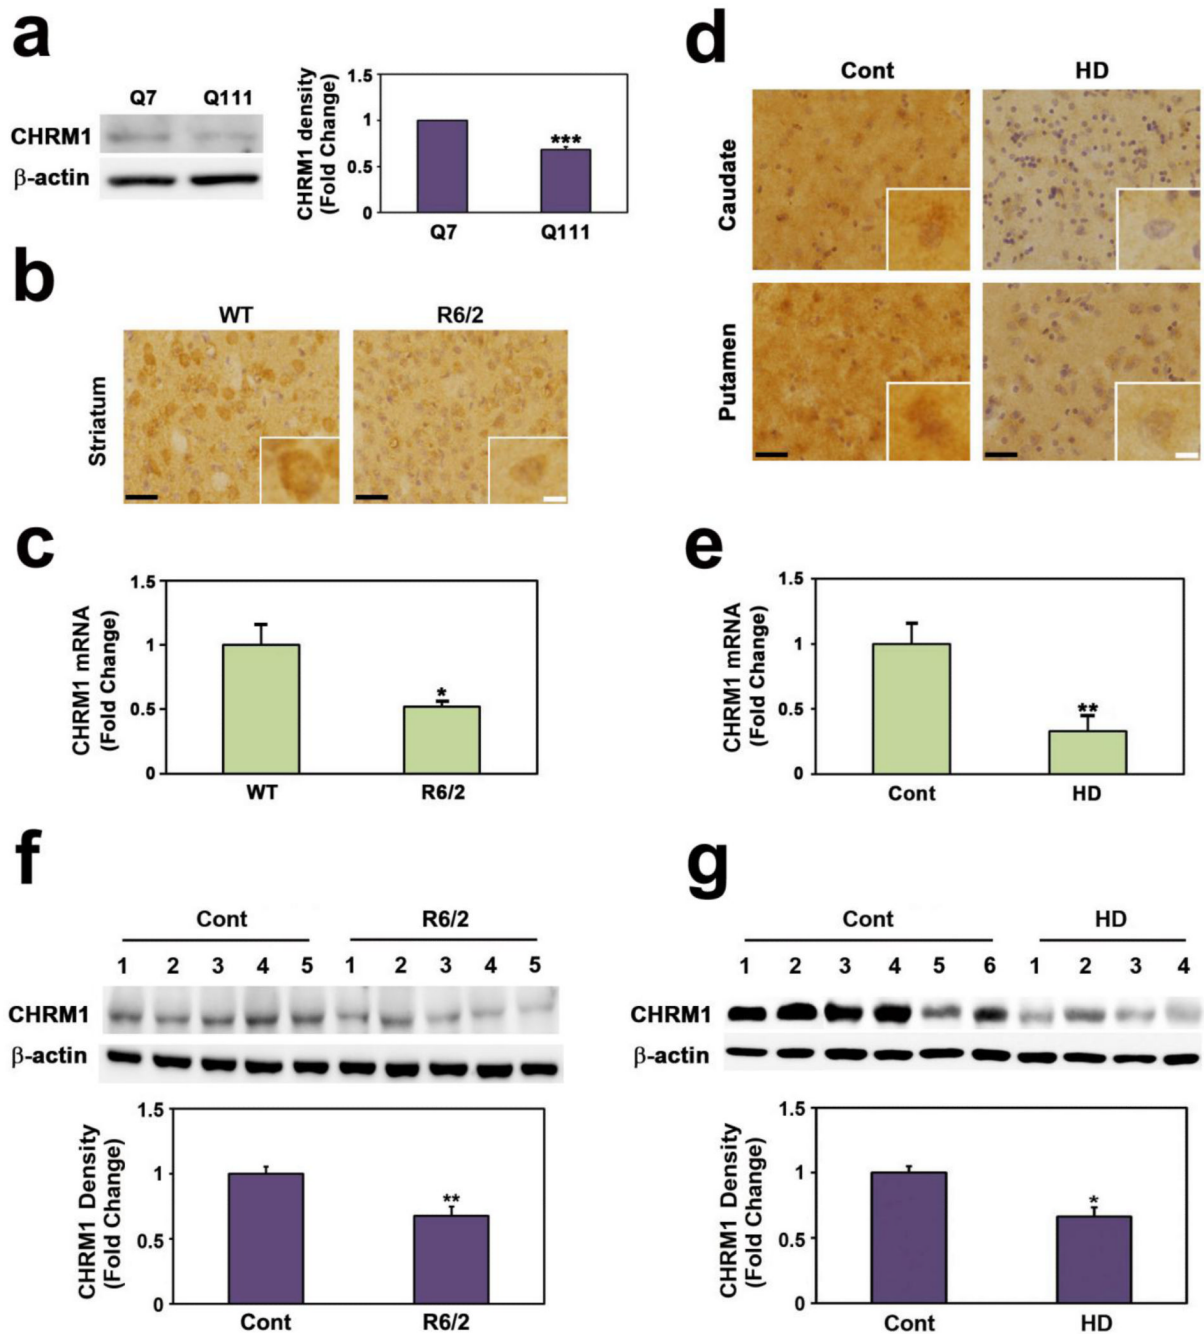 a
Q7 Q111
CHRM1
β-actin
CHRM1 density
(Fold Change)
1.5
1
0.5
0
***
Q7 Q111
b
WT R6/2
Striatum
c
CHRM1 mRNA
(Fold Change)
1.5
1
0.5
0
*
WT R6/2
d
Cont HD
Caudate
Putamen
e
CHRM1 mRNA
(Fold Change)
1.5
1
0.5
0
**
Cont HD
f
Cont R6/2
1 2 3 4 5 1 2 3 4 5
CHRM1
β-actin
CHRM1 Density
(Fold Change)
1.5
1
0.5
0
**
Cont R6/2
g
Cont HD
1 2 3 4 5 6 1 2 3 4
CHRM1
β-actin
CHRM1 Density
(Fold Change)
1.5
1
0.5
0
*
Cont HD